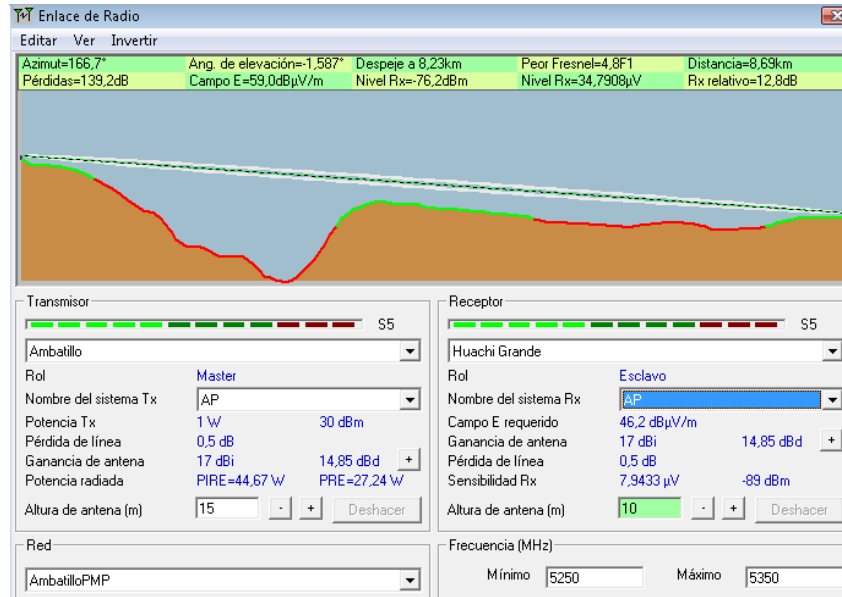 Enlace de Radio
Editar Ver Invertir
Azimut=166,7° Ang. de elevación=-1,587° Despeje a 8,23km Peor Fresnel=4,8F1 Distancia=8,69km
Pérdidas=139,2dB Campo E=59,0dBµV/m Nivel Rx=-76,2dBm Nivel Rx=34,7908µV Rx relativo=12,8dB
Transmisor
S5
Ambatillo
Rol Master
Nombre del sistema Tx AP
Potencia Tx 1 W 30 dBm
Pérdida de línea 0,5 dB
Ganancia de antena 17 dBi 14,85 dBd +
Potencia radiada PIRE=44,67 W PRE=27,24 W
Altura de antena (m) 15 - + Deshacer
Red
AmbatilloPMP
Receptor
S5
Huachi Grande
Rol Esclavo
Nombre del sistema Rx AP
Campo E requerido 46,2 dBµV/m
Ganancia de antena 17 dBi 14,85 dBd +
Pérdida de línea 0,5 dB
Sensibilidad Rx 7,9433 µV -89 dBm
Altura de antena (m) 10 - + Deshacer
Frecuencia (MHz)
Mínimo 5250 Máximo 5350